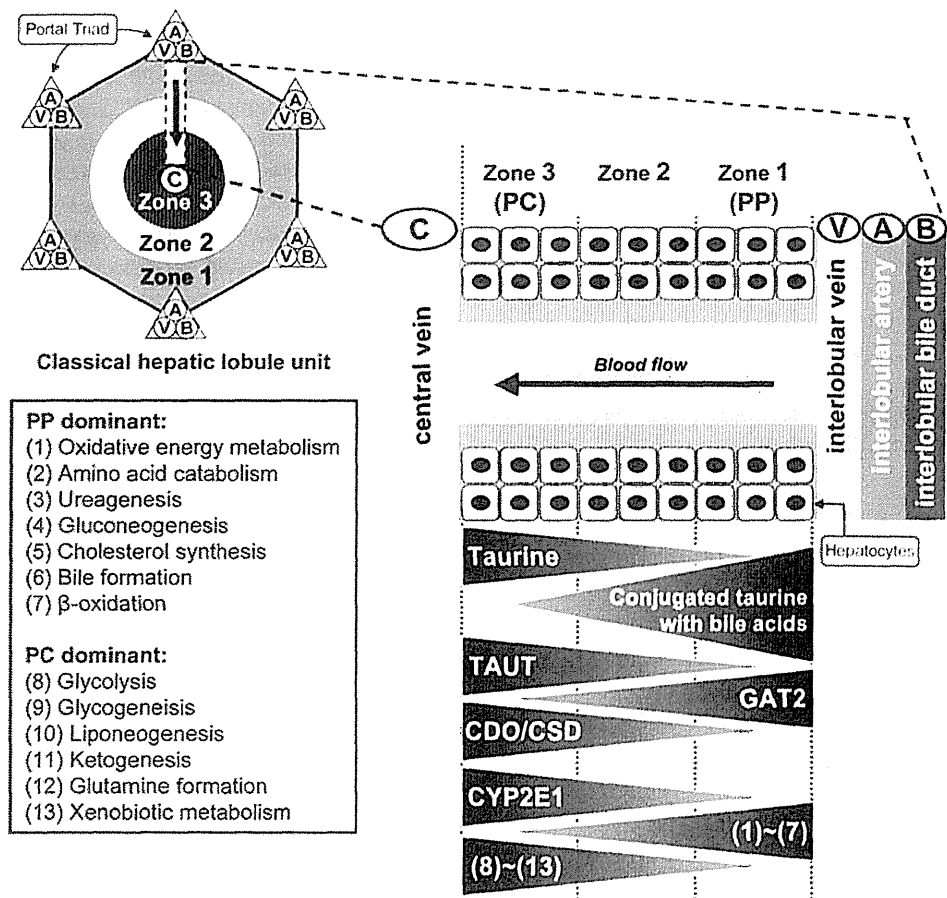 Portal Triad
A
V B
A
V B
A
V B
A
V B
A
V B
A
V B
C
Zone 3
Zone 2
Zone 1
Classical hepatic lobule unit
Zone 3
(PC)
Zone 2
Zone 1
(PP)
C
V
A
B
central vein
Blood flow
interlobular vein
interlobular artery
interlobular bile duct
Hepatocytes
PP dominant:
(1) Oxidative energy metabolism
(2) Amino acid catabolism
(3) Ureagenesis
(4) Gluconeogenesis
(5) Cholesterol synthesis
(6) Bile formation
(7) β-oxidation
PC dominant:
(8) Glycolysis
(9) Glycogeneisis
(10) Liponeogenesis
(11) Ketogenesis
(12) Glutamine formation
(13) Xenobiotic metabolism
Taurine
Conjugated taurine
with bile acids
TAUT
GAT2
CDO/CSD
CYP2E1
(1)~(7)
(8)~(13)